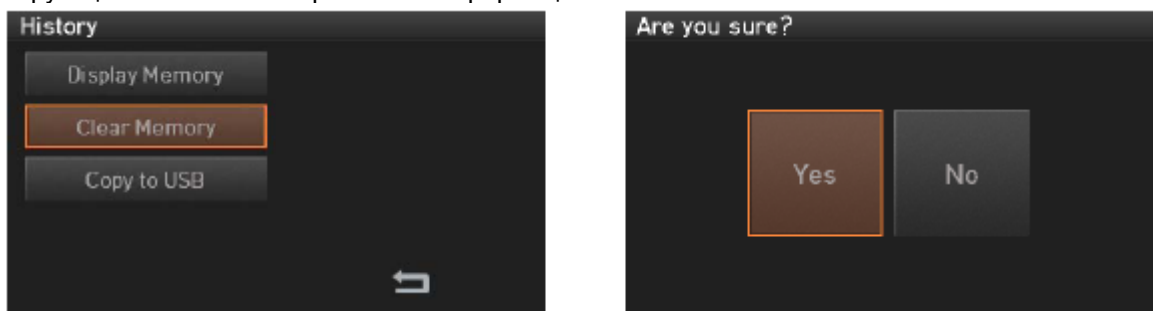 History
Display Memory
Clear Memory
Copy to USB
Are you sure?
Yes
No